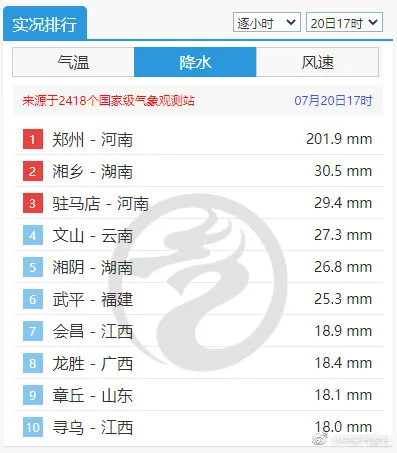 实况排行
逐小时
20日17时
气温
降水
风速
来源于2418个国家级气象观测站
07月20日17时
1 郑州 - 河南 201.9 mm
2 湘乡 - 湖南 30.5 mm
3 驻马店 - 河南 29.4 mm
4 文山 - 云南 27.3 mm
5 湘阴 - 湖南 26.8 mm
6 武平 - 福建 25.3 mm
7 会昌 - 江西 18.9 mm
8 龙胜 - 广西 18.4 mm
9 章丘 - 山东 18.1 mm
10 寻乌 - 江西 18.0 mm